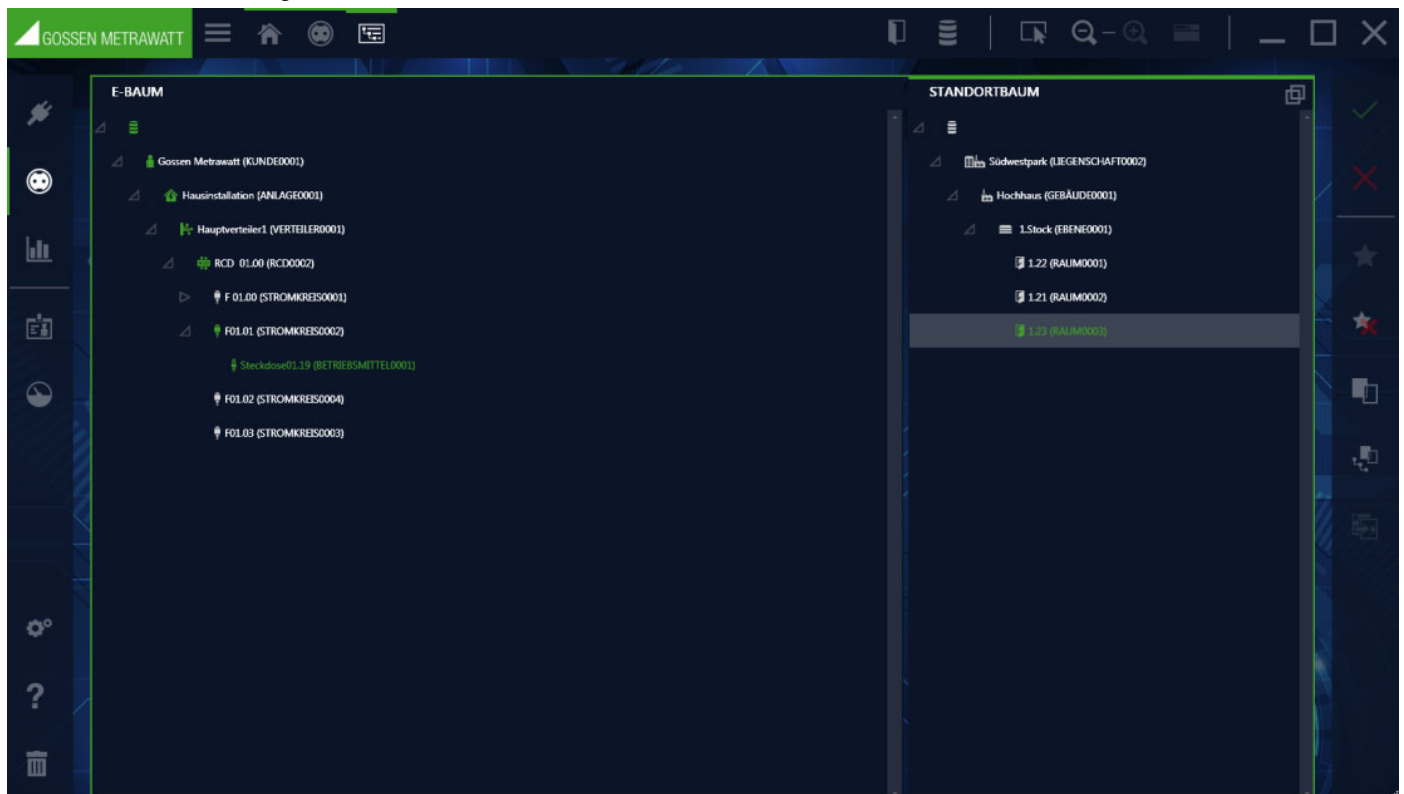 GOSSEN METRAWATT
E-BAUM
Gossen Metrawatt (KUNDE0001)
Hausinstallation (ANLAGE0001)
Hauptverteiler1 (VERTEILER0001)
RCD 01.00 (RCD0002)
F 01.00 (STROMKREIS0001)
F01.01 (STROMKREIS0002)
Steckdose01.19 (BETRIEBSMITTEL0001)
F01.02 (STROMKREIS0004)
F01.03 (STROMKREIS0003)
STANDORTBAUM
Südwestpark (LIEGENSCHAFT0002)
Hochhaus (GEBÄUDE0001)
1.Stock (EBENE0001)
1.22 (RAUM0001)
1.21 (RAUM0002)
1.23 (RAUM0003)
?